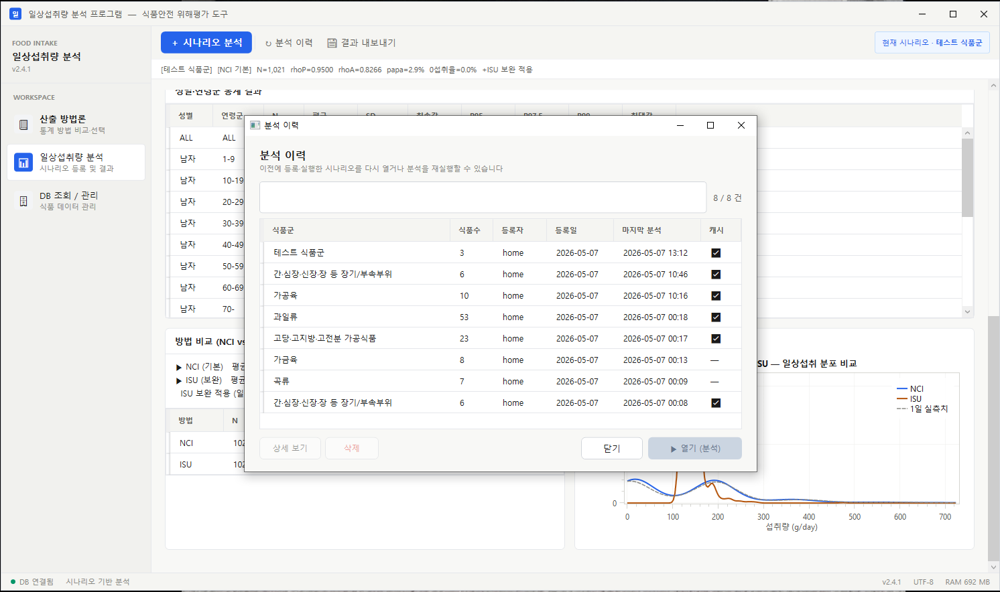 일 일상섭취량 분석 프로그램 — 식품안전 위해평가 도구
FOOD INTAKE
일상섭취량 분석
v2.4.1
WORKSPACE
산출 방법론
통계 방법 비교·선택
일상섭취량 분석
시나리오 등록 및 결과
DB 조회 / 관리
식품 데이터 관리
+ 시나리오 분석
↻ 분석 이력
결과 내보내기
현재 시나리오 · 테스트 식품군
[테스트 식품군] [NCI 기본] N=1,021 rhoP=0.9500 rhoA=0.8266 papa=2.9% 0섭취율=0.0% +ISU 보완 적용
성별·연령군 통계 결과
성별 연령군 N 평균 SD 최솟값 P95 P97.5 P99 최댓값
ALL ALL
남자 1-9
남자 10-19
남자 20-29
남자 30-39
남자 40-49
남자 50-59
남자 60-69
남자 70-
분석 이력
분석 이력
이전에 등록·실행한 시나리오를 다시 열거나 분석을 재실행할 수 있습니다
8 / 8 건
식품군 식품수 등록자 등록일 마지막 분석 캐시
테스트 식품군 3 home 2026-05-07 2026-05-07 13:12
간·심장·신장·장 등 장기/부속부위 6 home 2026-05-07 2026-05-07 10:46
가공육 10 home 2026-05-07 2026-05-07 10:16
과일류 53 home 2026-05-07 2026-05-07 00:18
고당·고지방·고전분 가공식품 23 home 2026-05-07 2026-05-07 00:17
가금육 8 home 2026-05-07 2026-05-07 00:13 —
곡류 7 home 2026-05-07 2026-05-07 00:09 —
간·심장·신장·장 등 장기/부속부위 6 home 2026-05-07 2026-05-07 00:08
상세 보기
삭제
닫기
▶ 열기 (분석)
방법 비교 (NCI vs
▶ NCI (기본) 평균
▶ ISU (보완) 평균
ISU 보완 적용 (일
방법 N
NCI 102
ISU 102
SU — 일상섭취 분포 비교
NCI
ISU
1일 실측치
0
0 100 200 300 400 500 600 700
섭취량 (g/day)
DB 연결됨 시나리오 기반 분석
v2.4.1 UTF-8 RAM 692 MB